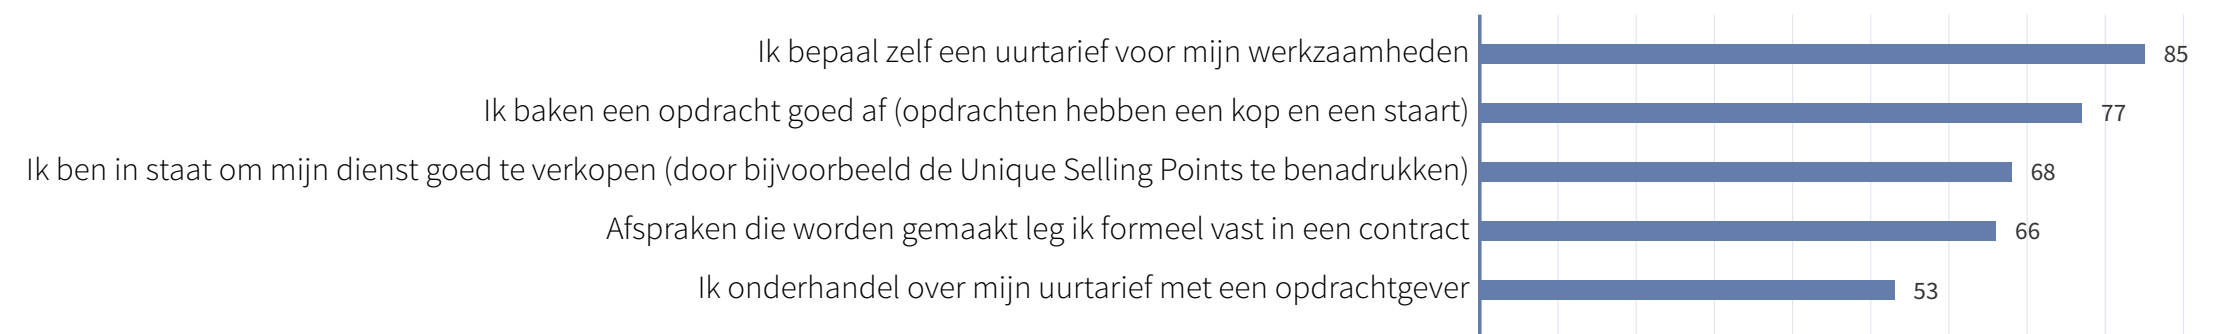 Ik bepaal zelf een uurtarief voor mijn werkzaamheden 85
Ik baken een opdracht goed af (opdrachten hebben een kop en een staart) 77
Ik ben in staat om mijn dienst goed te verkopen (door bijvoorbeeld de Unique Selling Points te benadrukken) 68
Afspraken die worden gemaakt leg ik formeel vast in een contract 66
Ik onderhandel over mijn uurtarief met een opdrachtgever 53